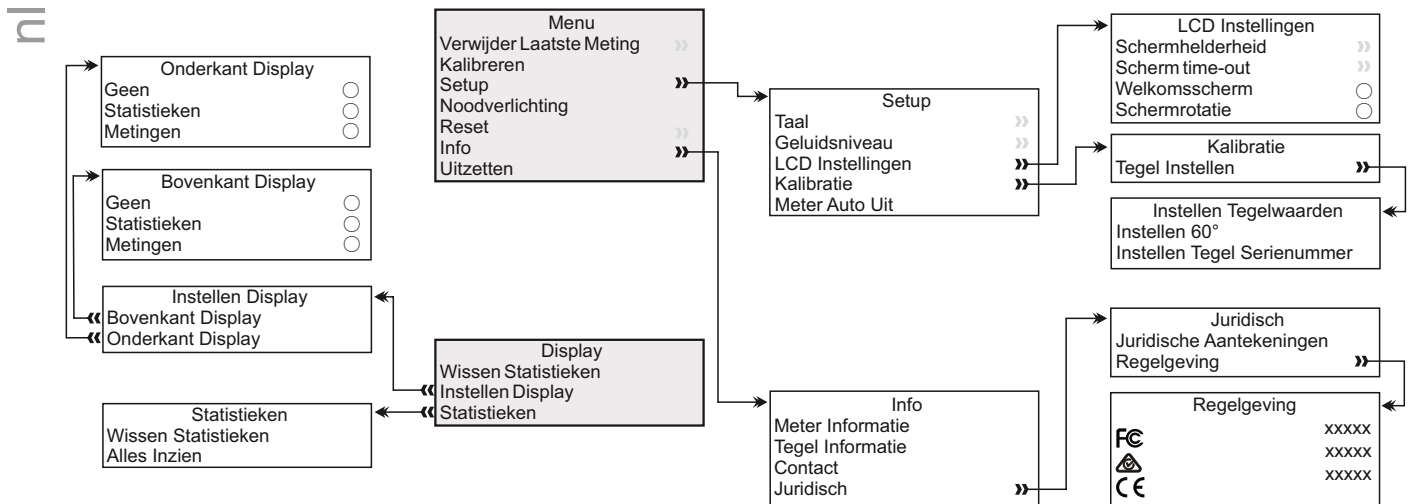 nl
Onderkant Display
Geen
Statistieken
Metingen
Bovenkant Display
Geen
Statistieken
Metingen
Instellen Display
Bovenkant Display
Onderkant Display
Statistieken
Wissen Statistieken
Alles Inzien
Menu
Verwijder Laatste Meting
Kalibreren
Setup
Noodverlichting
Reset
Info
Uitzetten
Display
Wissen Statistieken
Instellen Display
Statistieken
Setup
Taal
Geluidsniveau
LCD Instellingen
Kalibratie
Meter Auto Uit
Info
Meter Informatie
Tegel Informatie
Contact
Juridisch
LCD Instellingen
Schermhelderheid
Scherm time-out
Welkomsscherm
Schermrotatie
Kalibratie
Tegel Instellen
Instellen Tegelwaarden
Instellen 60°
Instellen Tegel Serienummer
Juridisch
Juridische Aantekeningen
Regelgeving
Regelgeving
FC xxxxx
xxxxx
CE xxxxx